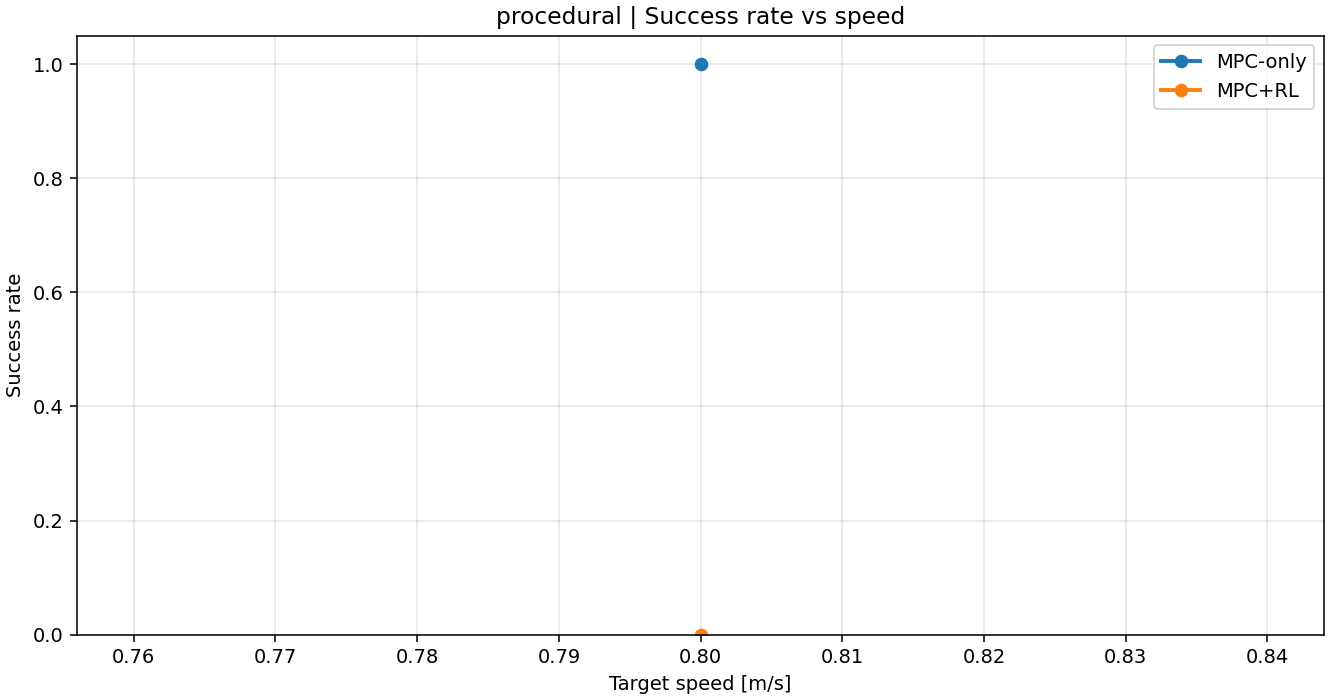 procedural | Success rate vs speed
MPC-only
MPC+RL
1.0
0.8
0.6
0.4
0.2
0.0
Success rate
0.76 0.77 0.78 0.79 0.80 0.81 0.82 0.83 0.84
Target speed [m/s]